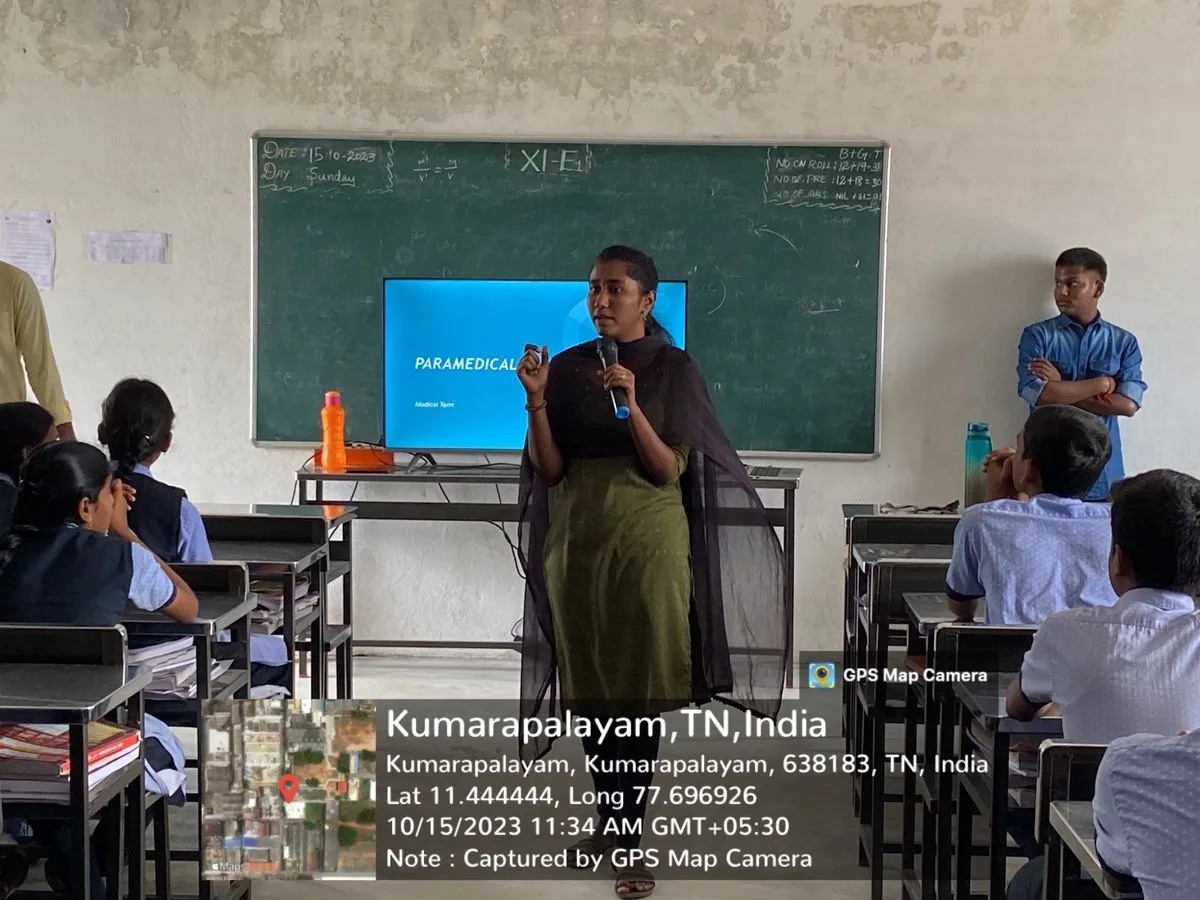 DATE : 15-10-2023
DAY Sunday
XI-E1
B+G=T
NO.ON ROLL: 12+19=31
NO.OF.PRE :12+18=30
NO.OF ABS
PARAMEDICAL
Medical Term
GPS Map Camera
Kumarapalayam,TN,India
Kumarapalayam, Kumarapalayam, 638183, TN, India
Lat 11.444444, Long 77.696926
10/15/2023 11:34 AM GMT+05:30
Note : Captured by GPS Map Camera
Maps